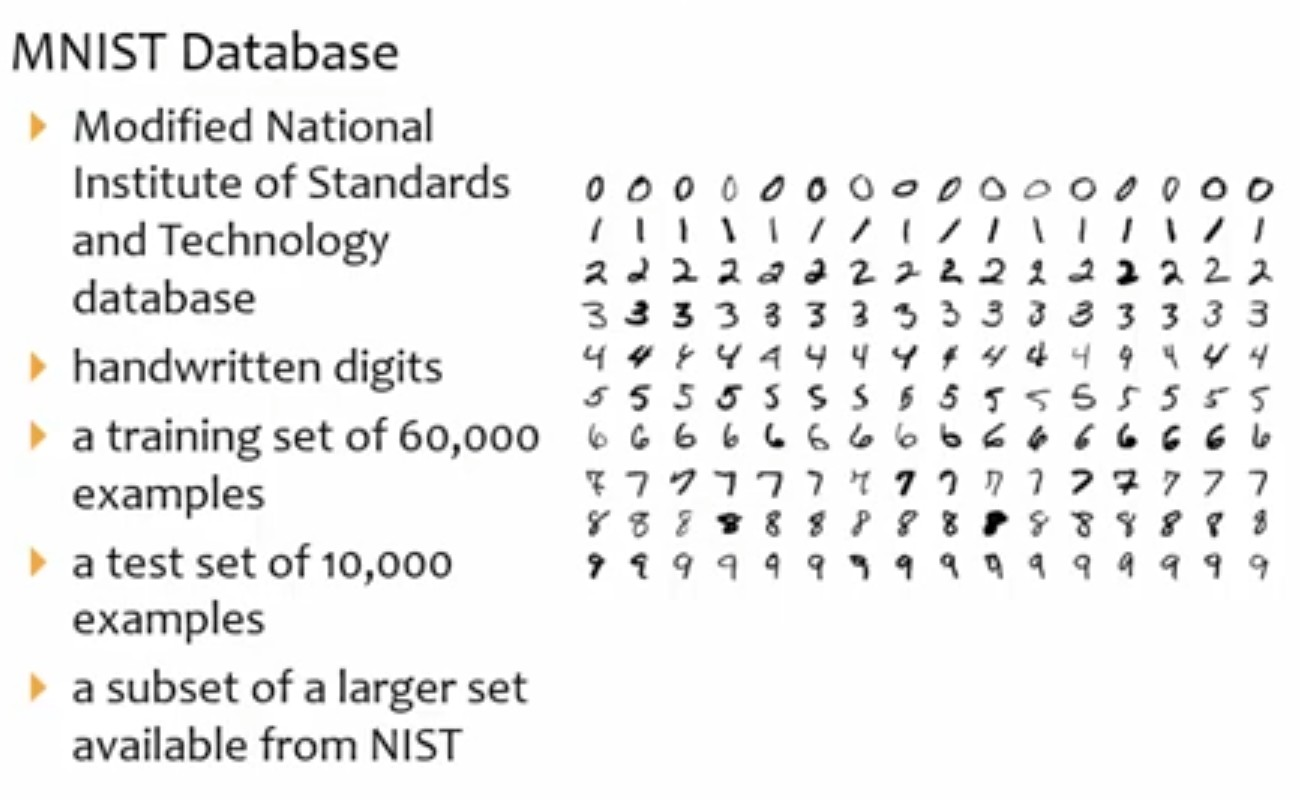 MNIST Database
Modified National
Institute of Standards
and Technology
database
handwritten digits
a training set of 60,000
examples
a test set of 10,000
examples
a subset of a larger set
available from NIST
0 0 0 0 0 0 0 0 0 0 0 0 0 0 0 0
1 1 1 1 1 1 1 1 1 1 1 1 1 1 1 1
2 2 2 2 2 2 2 2 2 2 2 2 2 2 2 2
3 3 3 3 3 3 3 3 3 3 3 3 3 3 3 3
4 4 4 4 4 4 4 4 4 4 4 4 4 4 4 4
5 5 5 5 5 5 5 5 5 5 5 5 5 5 5 5
6 6 6 6 6 6 6 6 6 6 6 6 6 6 6 6
7 7 7 7 7 7 7 7 7 7 7 7 7 7 7 7
8 8 8 8 8 8 8 8 8 8 8 8 8 8 8 8
9 9 9 9 9 9 9 9 9 9 9 9 9 9 9 9